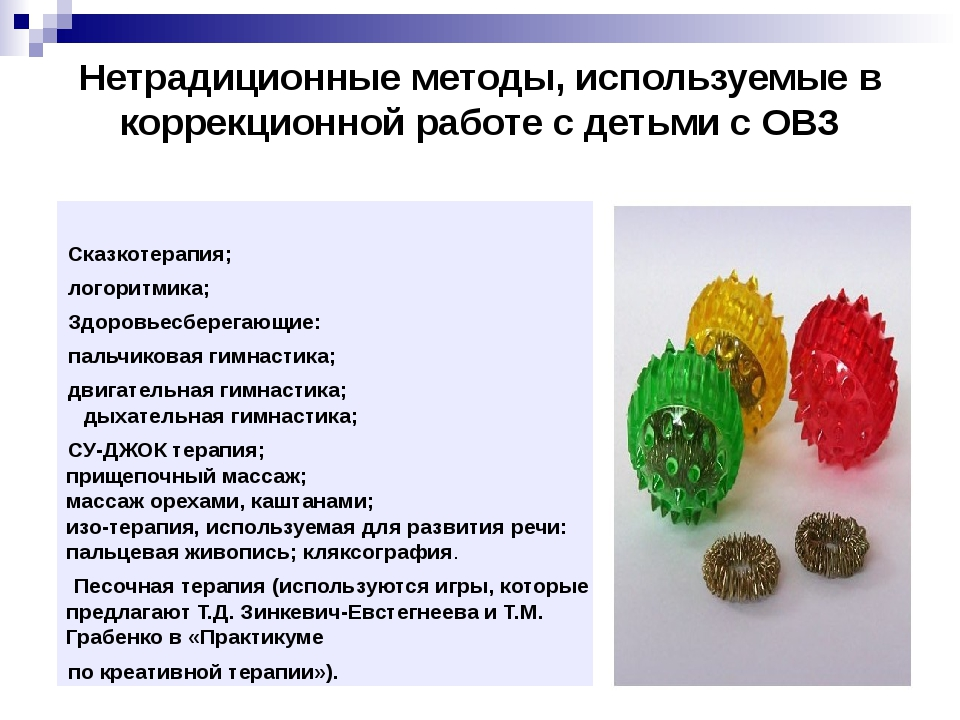 Нетрадиционные методы, используемые в
коррекционной работе с детьми с ОВЗ
Сказкотерапия;
логоритмика;
Здоровьесберегающие:
пальчиковая гимнастика;
двигательная гимнастика;
дыхательная гимнастика;
СУ-ДЖОК терапия;
прищепочный массаж;
массаж орехами, каштанами;
изо-терапия, используемая для развития речи:
пальцевая живопись; кляксография.
Песочная терапия (используются игры, которые
предлагают Т.Д. Зинкевич-Евстегнеева и Т.М.
Грабенко в «Практикуме
по креативной терапии»).